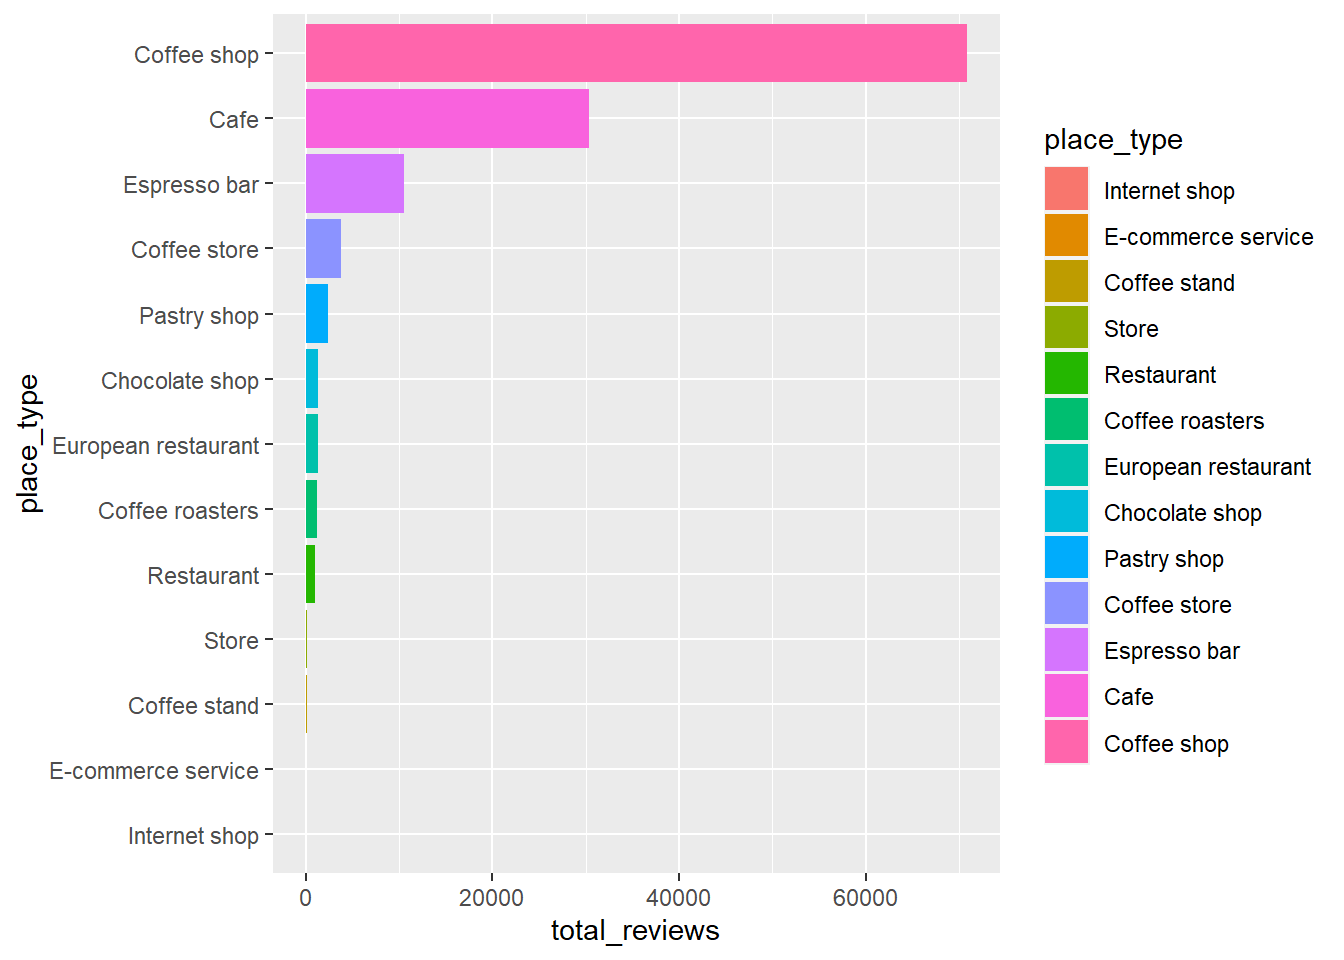 Coffee shop
Cafe
Espresso bar
Coffee store
Pastry shop
Chocolate shop
European restaurant
Coffee roasters
Restaurant
Store
Coffee stand
E-commerce service
Internet shop
place_type
0 20000 40000 60000
total_reviews
place_type
Internet shop
E-commerce service
Coffee stand
Store
Restaurant
Coffee roasters
European restaurant
Chocolate shop
Pastry shop
Coffee store
Espresso bar
Cafe
Coffee shop